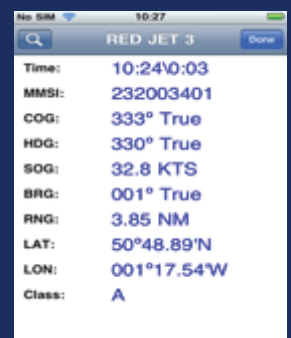 No SIM 10:27
RED JET 3 Done
Time: 10:24\0:03
MMSI: 232003401
COG: 333° True
HDG: 330° True
SOG: 32.8 KTS
BRG: 001° True
RNG: 3.85 NM
LAT: 50°48.89'N
LON: 001°17.54'W
Class: A